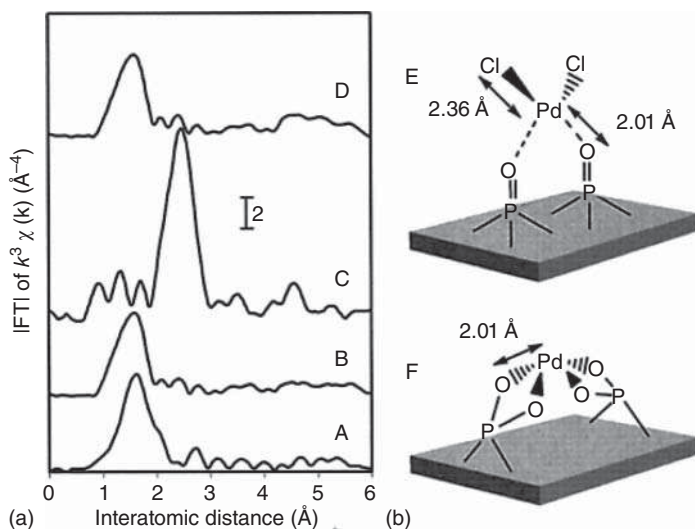 |FT| of k³ χ (k) (Å⁻⁴)
D
2
C
B
A
0 1 2 3 4 5 6
(a) Interatomic distance (Å) (b)
E
Cl Cl
Pd
2.36 Å 2.01 Å
O O
P P
2.01 Å
F
Pd
O O
O O
P P